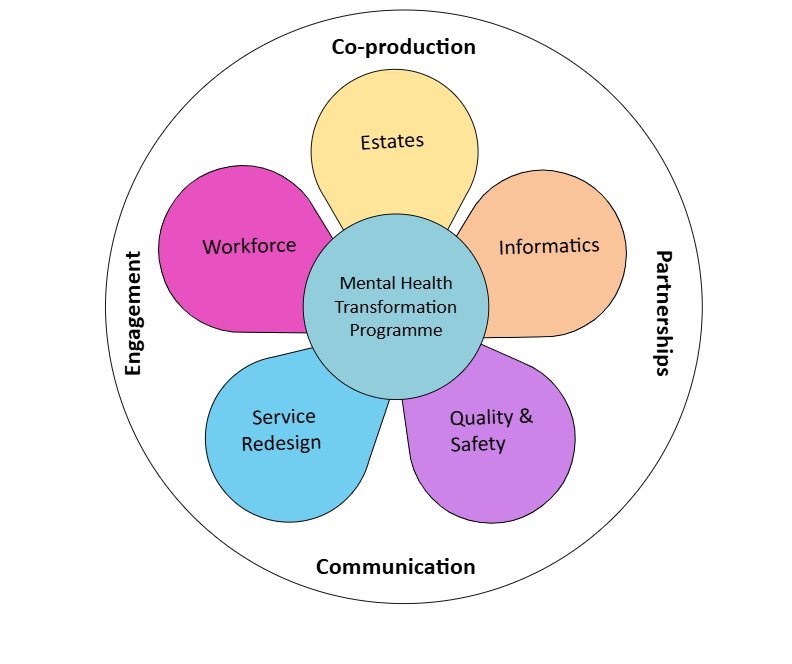 Co-production
Estates
Workforce
Informatics
Engagement
Mental Health
Transformation
Programme
Partnerships
Service
Redesign
Quality &
Safety
Communication